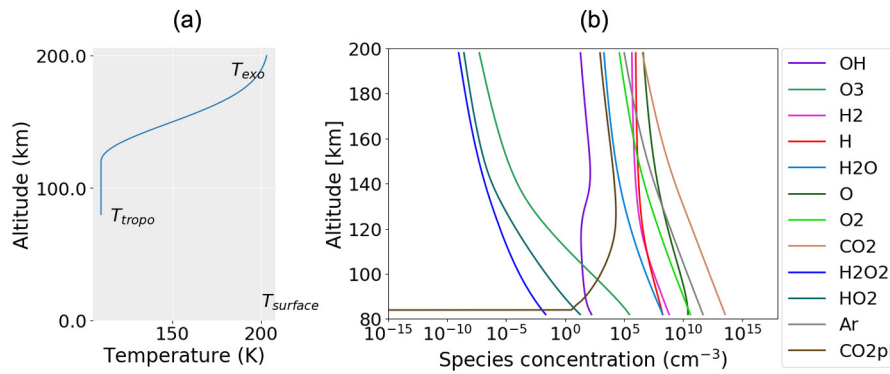 (a)
(b)
200.0
100.0
0.0
Altitude (km)
T_exo
T_tropo
T_surface
150
200
Temperature (K)
200
180
160
140
120
100
80
Altitude [km]
10^-15
10^-10
10^-5
10^0
10^5
10^10
10^15
Species concentration (cm^-3)
OH
O3
H2
H
H2O
O
O2
CO2
H2O2
HO2
Ar
CO2pl